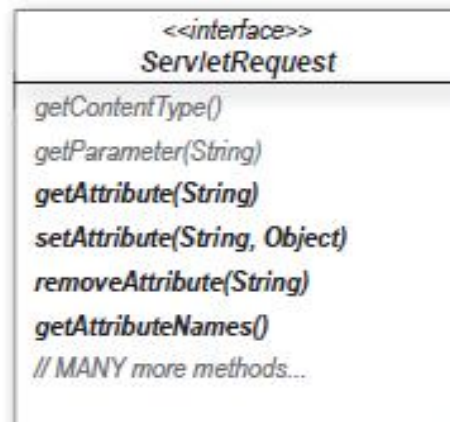 <<interface>>
ServletRequest
getContentType()
getParameter(String)
getAttribute(String)
setAttribute(String, Object)
removeAttribute(String)
getAttributeNames()
// MANY more methods...